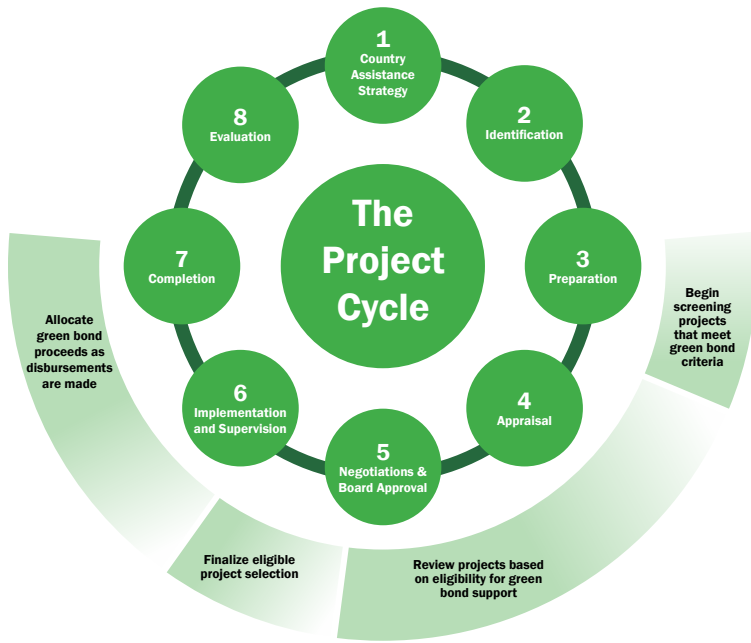 The
Project
Cycle
1
Country
Assistance
Strategy
2
Identification
3
Preparation
4
Appraisal
5
Negotiations &
Board Approval
6
Implementation
and Supervision
7
Completion
8
Evaluation
Begin
screening
projects
that meet
green bond
criteria
Review projects based
on eligibility for green
bond support
Finalize eligible
project selection
Allocate
green bond
proceeds as
disbursements
are made